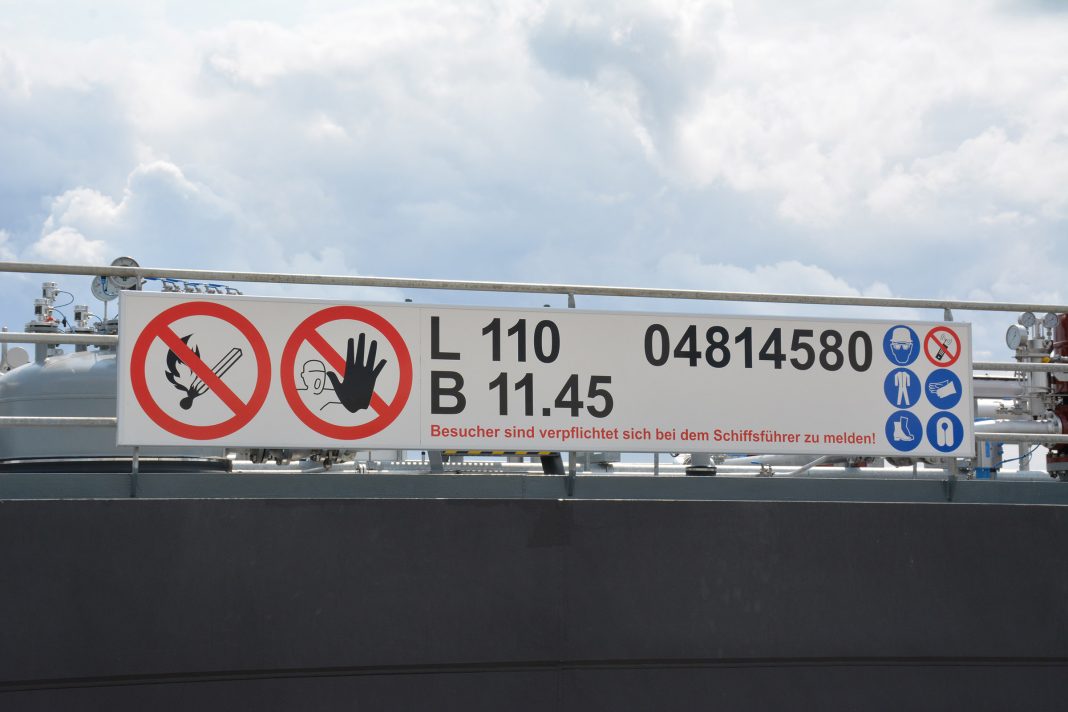 L 110 04814580
B 11.45
Besucher sind verpflichtet sich bei dem Schiffsführer zu melden!